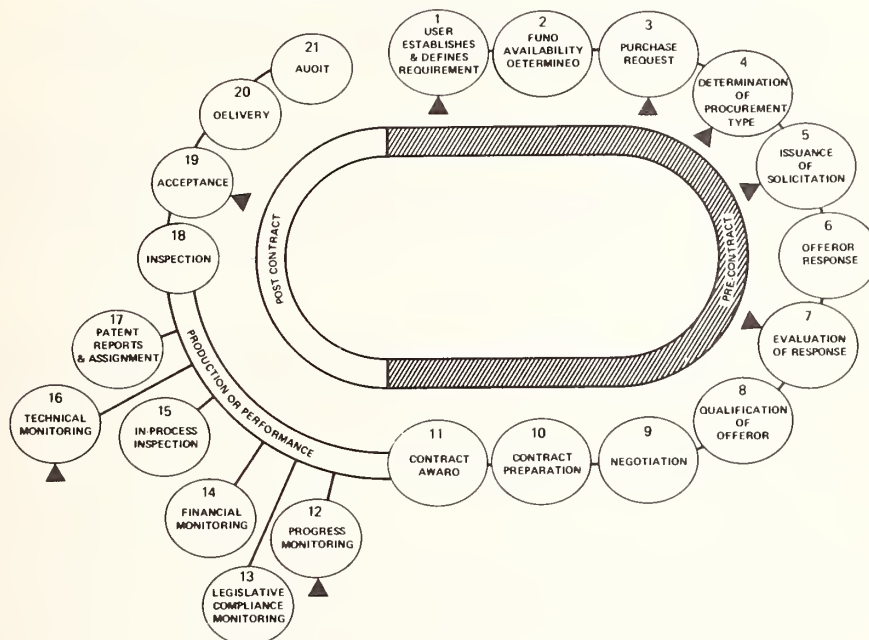 1
USER
ESTABLISHES
& DEFINES
REQUIREMENT
2
FUNO
AVAILABILITY
DETERMINEO
3
PURCHASE
REQUEST
4
DETERMINATION
OF
PROCUREMENT
TYPE
5
ISSUANCE
OF
SOLICITATION
6
OFFEROR
RESPONSE
7
EVALUATION
OF RESPONSE
8
QUALIFICATION
OF
OFFEROR
9
NEGOTIATION
10
CONTRACT
PREPARATION
11
CONTRACT
AWARO
12
PROGRESS
MONITORING
13
LEGISLATIVE
COMPLIANCE
MONITORING
14
FINANCIAL
MONITORING
15
IN-PROCESS
INSPECTION
16
TECHNICAL
MONITORING
17
PATENT
REPORTS
& ASSIGNMENT
18
INSPECTION
19
ACCEPTANCE
20
OELIVERY
21
AUOIT
POST CONTRACT
PRE-CONTRACT
PRODUCTION OR PERFORMANCE